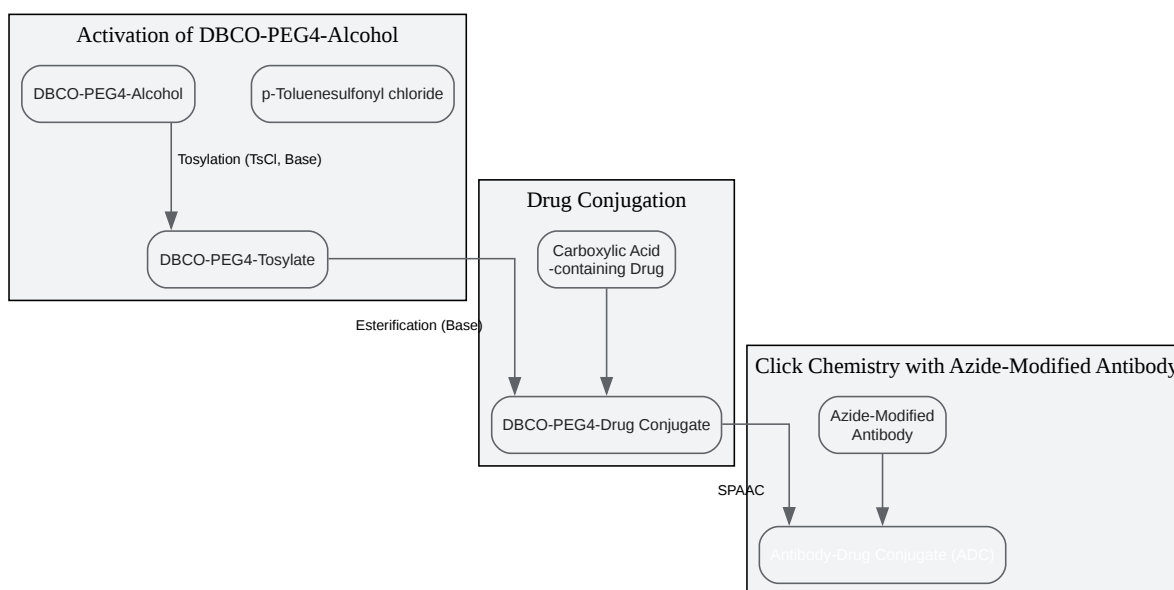 Activation of DBCO-PEG4-Alcohol
DBCO-PEG4-Alcohol
p-Toluenesulfonyl chloride
Tosylation (TsCl, Base)
DBCO-PEG4-Tosylate
Drug Conjugation
Carboxylic Acid
-containing Drug
Esterification (Base)
DBCO-PEG4-Drug Conjugate
Click Chemistry with Azide-Modified Antibody
Azide-Modified
Antibody
SPAAC
Antibody-Drug Conjugate (ADC)